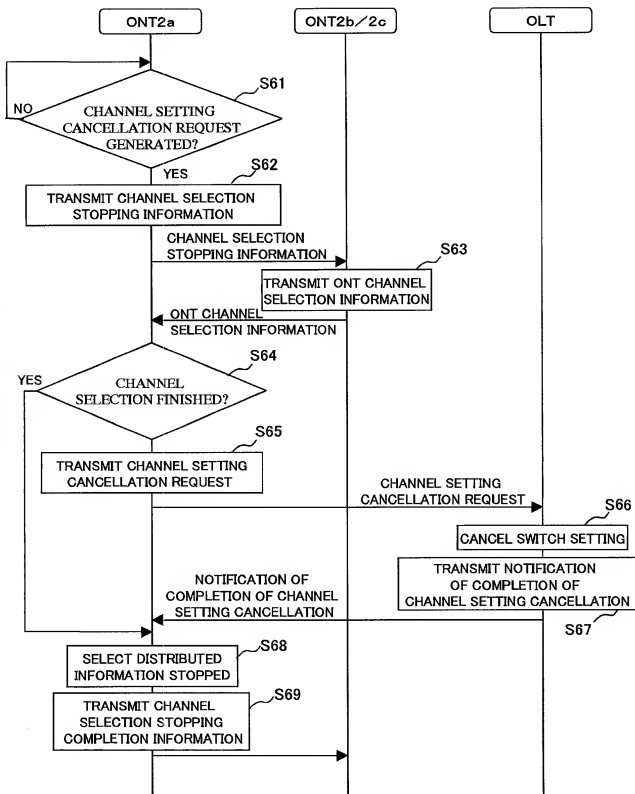 ONT2a
ONT2b/2c
OLT
S61
NO
CHANNEL SETTING
CANCELLATION REQUEST
GENERATED?
YES
S62
TRANSMIT CHANNEL SELECTION
STOPPING INFORMATION
CHANNEL SELECTION
STOPPING INFORMATION
S63
TRANSMIT ONT CHANNEL
SELECTION INFORMATION
ONT CHANNEL
SELECTION INFORMATION
S64
YES
CHANNEL
SELECTION FINISHED?
S65
TRANSMIT CHANNEL SETTING
CANCELLATION REQUEST
CHANNEL SETTING
CANCELLATION REQUEST
S66
CANCEL SWITCH SETTING
TRANSMIT NOTIFICATION
OF COMPLETION OF
CHANNEL SETTING CANCELLATION
S67
NOTIFICATION OF
COMPLETION OF CHANNEL
SETTING CANCELLATION
S68
SELECT DISTRIBUTED
INFORMATION STOPPED
S69
TRANSMIT CHANNEL
SELECTION STOPPING
COMPLETION INFORMATION